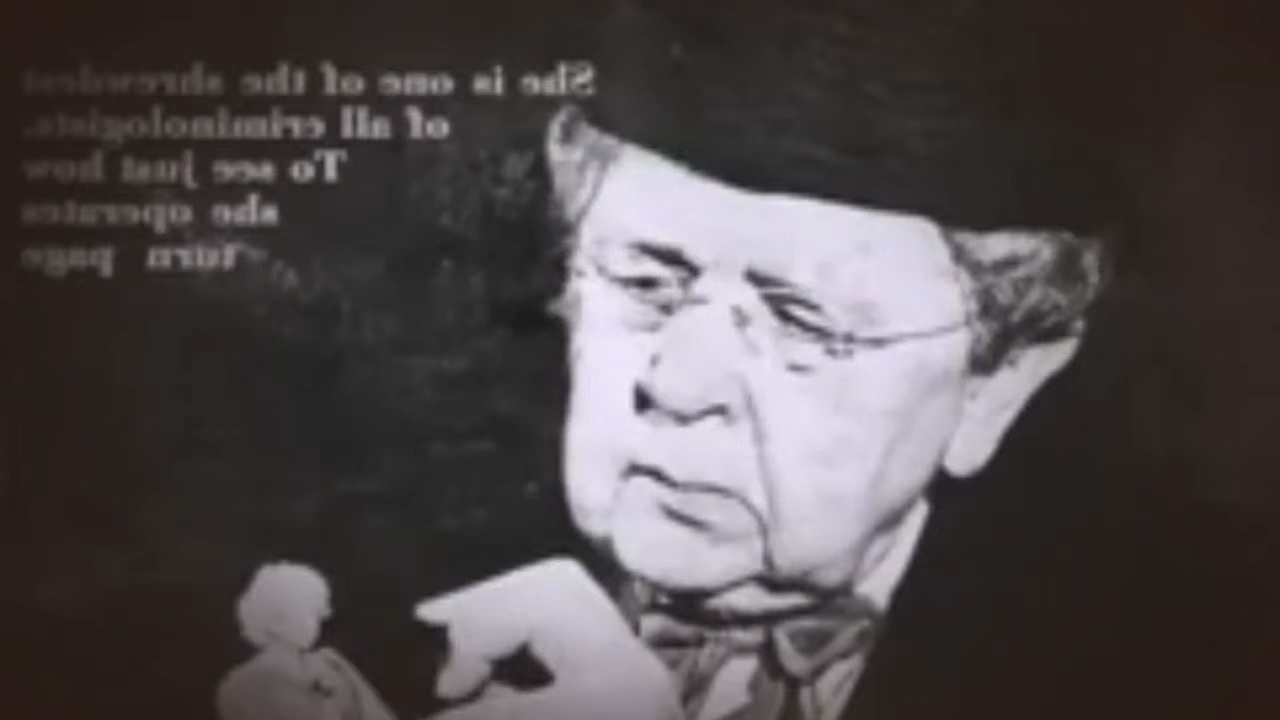 She is one of the shrewdest
of all criminologists.
To see just how
she operates
turn page